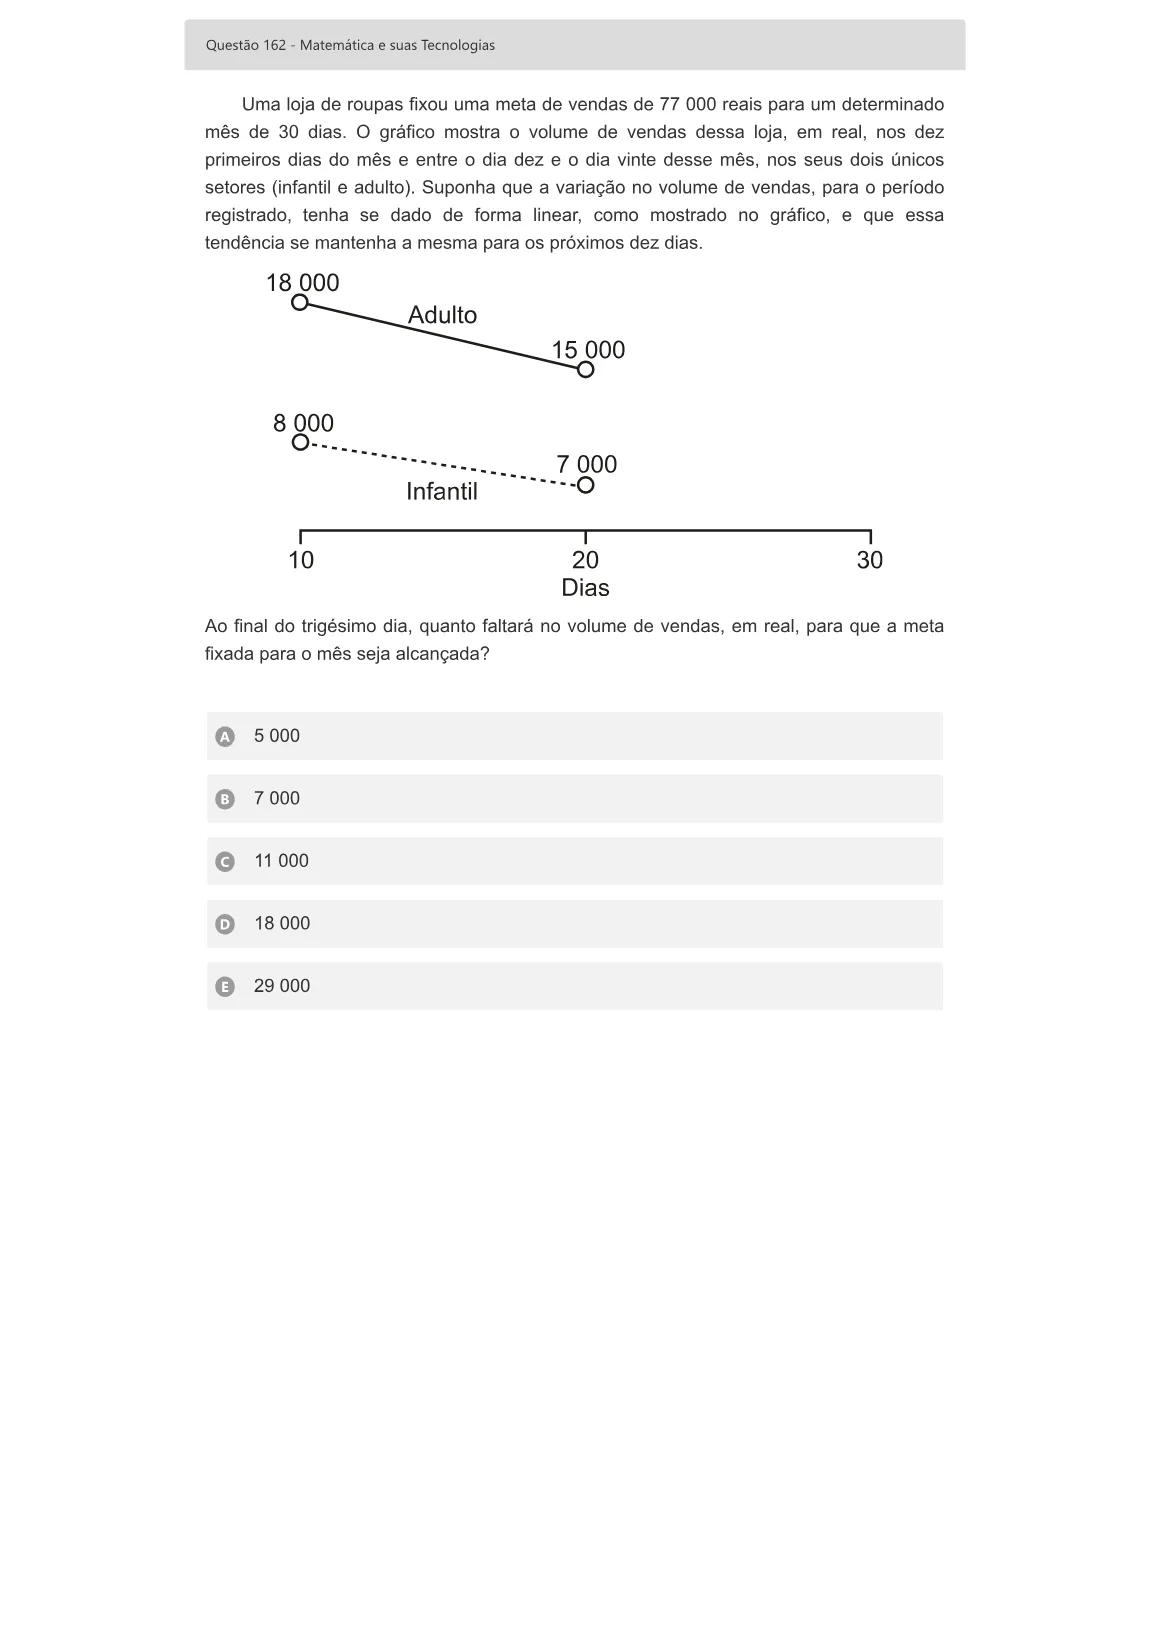 Questão 162 - Matemática e suas Tecnologias
Uma loja de roupas fixou uma meta de vendas de 77 000 reais para um determinado
mês de 30 dias. O gráfico mostra o volume de vendas dessa loja, em real, nos dez
primeiros dias do mês e entre o dia dez e o dia vinte desse mês, nos seus dois únicos
setores (infantil e adulto). Suponha que a variação no volume de vendas, para o período
registrado, tenha se dado de forma linear, como mostrado no gráfico, e que essa
tendência se mantenha a mesma para os próximos dez dias.
18 000
Adulto
15 000
8 000
7 000
Infantil
10 20 30
Dias
Ao final do trigésimo dia, quanto faltará no volume de vendas, em real, para que a meta
fixada para o mês seja alcançada?
A 5 000
B 7 000
C 11 000
D 18 000
E 29 000